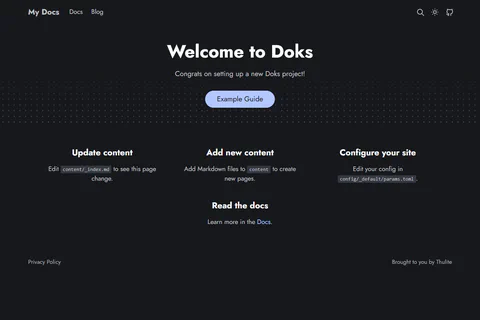 My Docs Docs Blog
Welcome to Doks
Congrats on setting up a new Doks project!
Example Guide
Update content
Edit content/_index.md to see this page
change.
Add new content
Add Markdown files to content to create
new pages.
Configure your site
Edit your config in
config/_default/params.toml.
Read the docs
Learn more in the Docs.
Privacy Policy
Brought to you by Thulite